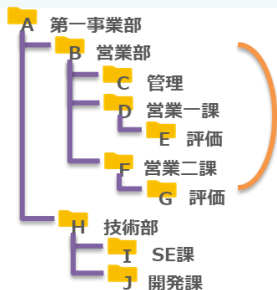 A 第一事業部
B 営業部
C 管理
D 営業一課
E 評価
F 営業二課
G 評価
H 技術部
I SE課
J 開発課